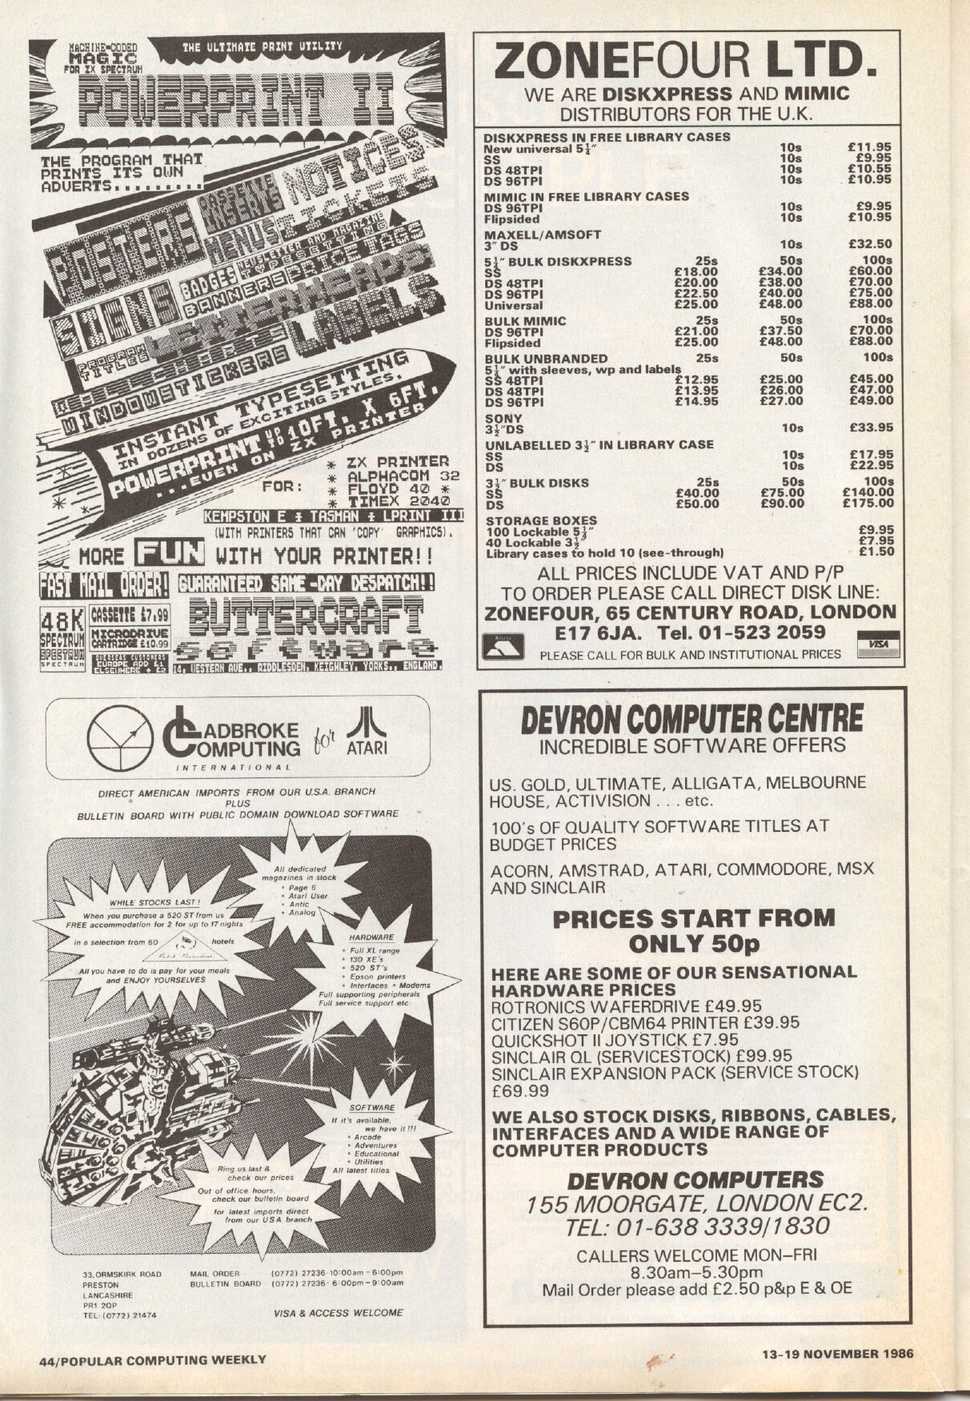 MACHINE-CODED
MAGIC
FOR ZX SPECTRUM
THE ULTIMATE PRINT UTILITY
POWERPRINT II
THE PROGRAM THAT
PRINTS ITS OWN
ADVERTS.........
POSTERS
CASSETTE
INSERTS
NOTICES
MENUS
TICKETS
SIGNS
BADGES
NEWSLETTER AND MAGAZINE
TYPESETTING
BANNERS
PRICE TAGS
LETTERHEADS
PROGRAM
TITLES
LABELS
WINDOWSTICKERS
INSTANT TYPESETTING
IN DOZENS OF EXCITING STYLES.
POWERPRINT UP TO 10FT. X 6FT.
...EVEN ON ZX PRINTER
FOR:
* ZX PRINTER
* ALPHACOM 32
* FLOYD 40 *
* TIMEX 2040
KEMPSTON E + TASMAN + LPRINT III
(WITH PRINTERS THAT CAN 'COPY' GRAPHICS).
MORE FUN WITH YOUR PRINTER!!
FAST MAIL ORDER! GUARANTEED SAME-DAY DESPATCH!!
48K
SPECTRUM
SPECTRUM
SPECTRUM
CASSETTE £7.99
MICRODRIVE
CARTRIDGE £10.99
EUROPE ADD £1
BUTTERCRAFT
software
WESTERN AVE., RIDDLESDEN, KEIGHLEY, YORKS., ENGLAND.
ZONEFOUR LTD.
WE ARE DISKXPRESS AND MIMIC
DISTRIBUTORS FOR THE U.K.
DISKXPRESS IN FREE LIBRARY CASES
New universal 5¼″ 10s £11.95
SS 10s £9.95
DS 48TPI 10s £10.55
DS 96TPI 10s £10.95
MIMIC IN FREE LIBRARY CASES
DS 96TPI 10s £9.95
Flipsided 10s £10.95
MAXELL/AMSOFT
3″ DS 10s £32.50
5¼″ BULK DISKXPRESS 25s 50s 100s
SS £18.00 £34.00 £60.00
DS 48TPI £20.00 £38.00 £70.00
DS 96TPI £22.50 £40.00 £75.00
Universal £25.00 £48.00 £88.00
BULK MIMIC 25s 50s 100s
DS 96TPI £21.00 £37.50 £70.00
Flipsided £25.00 £48.00 £88.00
BULK UNBRANDED 25s 50s 100s
5¼″ with sleeves, wp and labels
SS 48TPI £12.95 £25.00 £45.00
DS 48TPI £13.95 £26.00 £47.00
DS 96TPI £14.95 £27.00 £49.00
SONY
3½″DS 10s £33.95
UNLABELLED 3½″ IN LIBRARY CASE
SS 10s £17.95
DS 10s £22.95
3½″ BULK DISKS 25s 50s 100s
SS £40.00 £75.00 £140.00
DS £50.00 £90.00 £175.00
STORAGE BOXES
100 Lockable 5¼″ £9.95
40 Lockable 3½″ £7.95
Library cases to hold 10 (see-through) £1.50
ALL PRICES INCLUDE VAT AND P/P
TO ORDER PLEASE CALL DIRECT DISK LINE:
ZONEFOUR, 65 CENTURY ROAD, LONDON
E17 6JA. Tel. 01-523 2059
PLEASE CALL FOR BULK AND INSTITUTIONAL PRICES
VISA
LADBROKE
COMPUTING
INTERNATIONAL
for
ATARI
DIRECT AMERICAN IMPORTS FROM OUR U.S.A. BRANCH
PLUS
BULLETIN BOARD WITH PUBLIC DOMAIN DOWNLOAD SOFTWARE
WHILE STOCKS LAST!
When you purchase a 520 ST from us
FREE accommodation for 2 for up to 17 nights
in a selection from 60 hotels
All you have to do is pay for your meals
and ENJOY YOURSELVES
All dedicated
magazines in stock
• Page 6
• Atari User
• Antic
• Analog
HARDWARE
• Full XL range
• 130 XE's
• 520 ST's
• Epson printers
• Interfaces • Modems
Full supporting peripherals
Full service support etc
SOFTWARE
If it's available,
we have it!!!
• Arcade
• Adventures
• Educational
• Utilities
All latest titles
Ring us last &
check our prices
Out of office hours,
check our bulletin board
for latest imports direct
from our USA branch
33, ORMSKIRK ROAD
PRESTON
LANCASHIRE
PR1 2QP
TEL: (0772) 21474
MAIL ORDER (0772) 27236 10:00am - 6:00pm
BULLETIN BOARD (0772) 27236 6:00pm - 9:00am
VISA & ACCESS WELCOME
DEVRON COMPUTER CENTRE
INCREDIBLE SOFTWARE OFFERS
US. GOLD, ULTIMATE, ALLIGATA, MELBOURNE
HOUSE, ACTIVISION . . . etc.
100's OF QUALITY SOFTWARE TITLES AT
BUDGET PRICES
ACORN, AMSTRAD, ATARI, COMMODORE, MSX
AND SINCLAIR
PRICES START FROM
ONLY 50p
HERE ARE SOME OF OUR SENSATIONAL
HARDWARE PRICES
ROTRONICS WAFERDRIVE £49.95
CITIZEN S60P/CBM64 PRINTER £39.95
QUICKSHOT II JOYSTICK £7.95
SINCLAIR QL (SERVICESTOCK) £99.95
SINCLAIR EXPANSION PACK (SERVICE STOCK)
£69.99
WE ALSO STOCK DISKS, RIBBONS, CABLES,
INTERFACES AND A WIDE RANGE OF
COMPUTER PRODUCTS
DEVRON COMPUTERS
155 MOORGATE, LONDON EC2.
TEL: 01-638 3339/1830
CALLERS WELCOME MON–FRI
8.30am–5.30pm
Mail Order please add £2.50 p&p E & OE
44/POPULAR COMPUTING WEEKLY
13-19 NOVEMBER 1986